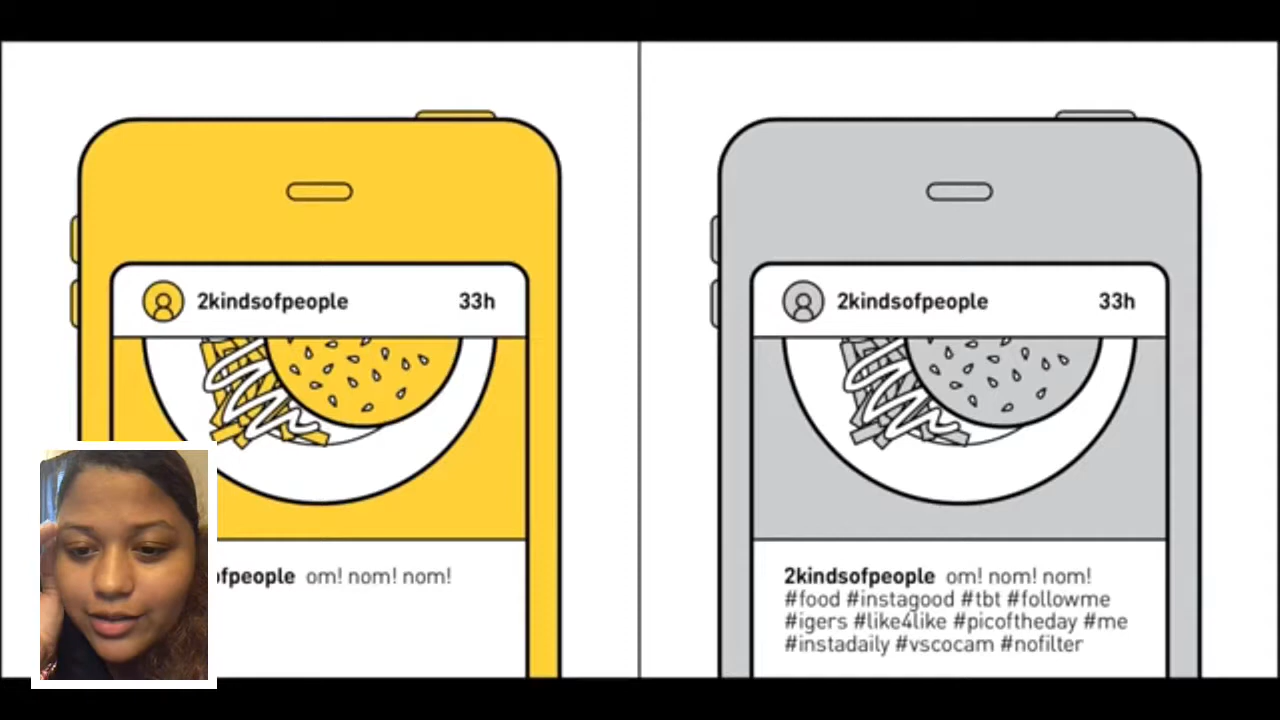 2kindsofpeople 33h
ofpeople om! nom! nom!
2kindsofpeople 33h
2kindsofpeople om! nom! nom!
#food #instagood #tbt #followme
#igers #like4like #picoftheday #me
#instadaily #vscocam #nofilter